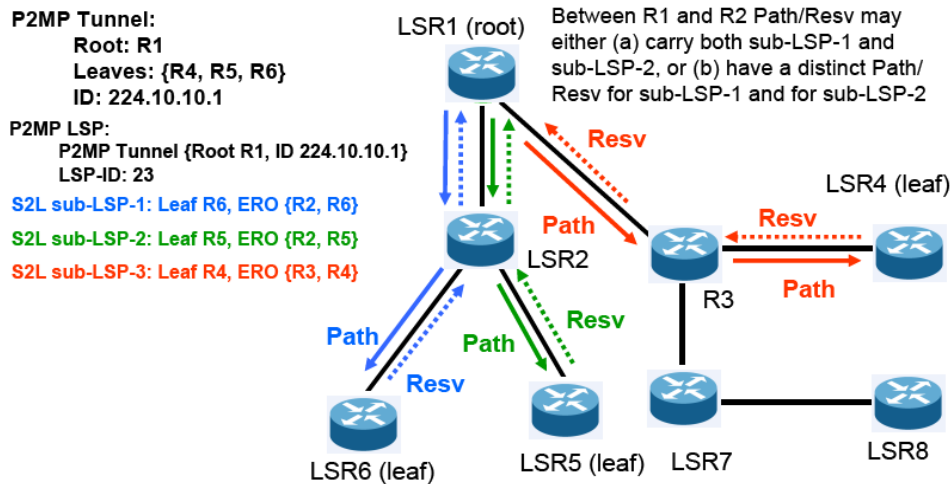 P2MP Tunnel:
Root: R1
Leaves: {R4, R5, R6}
ID: 224.10.10.1
P2MP LSP:
P2MP Tunnel {Root R1, ID 224.10.10.1}
LSP-ID: 23
S2L sub-LSP-1: Leaf R6, ERO {R2, R6}
S2L sub-LSP-2: Leaf R5, ERO {R2, R5}
S2L sub-LSP-3: Leaf R4, ERO {R3, R4}
LSR1 (root)
Between R1 and R2 Path/Resv may
either (a) carry both sub-LSP-1 and
sub-LSP-2, or (b) have a distinct Path/
Resv for sub-LSP-1 and for sub-LSP-2
Resv
Path
LSR4 (leaf)
Resv
Path
LSR2
R3
Path
Resv
Path
Resv
LSR6 (leaf)
LSR5 (leaf)
LSR7
LSR8